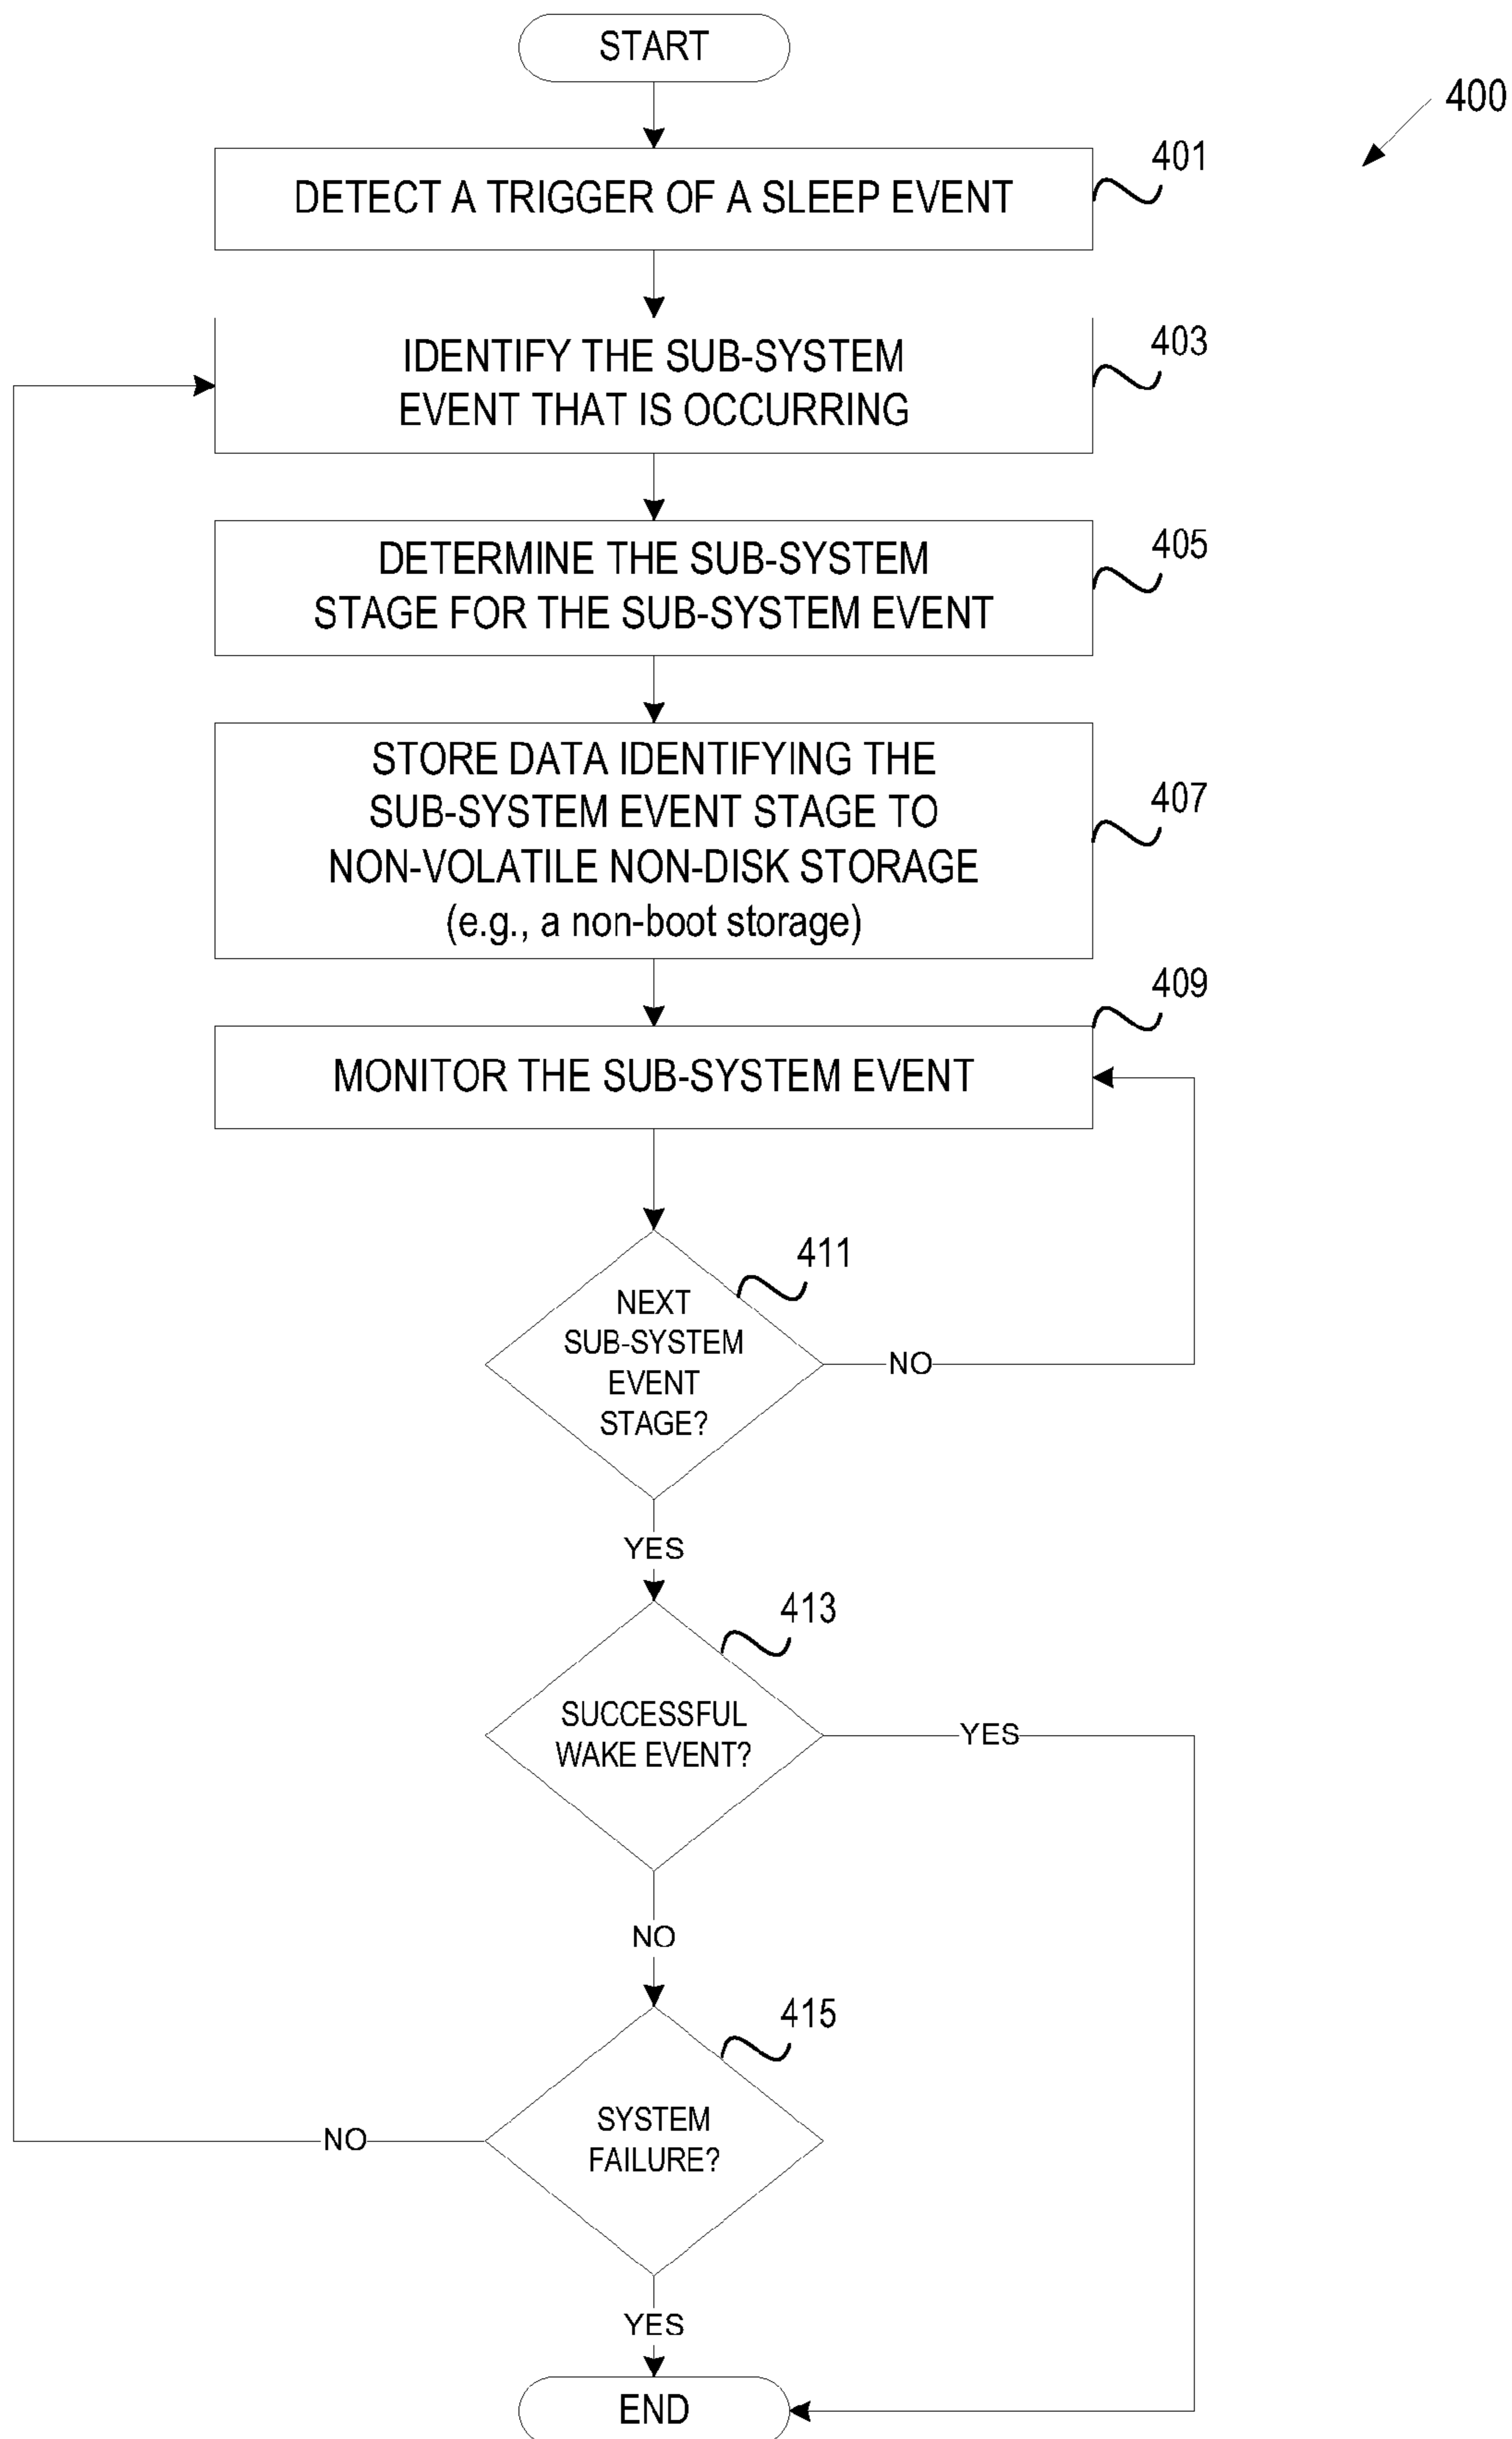 START
400
401
DETECT A TRIGGER OF A SLEEP EVENT
403
IDENTIFY THE SUB-SYSTEM
EVENT THAT IS OCCURRING
405
DETERMINE THE SUB-SYSTEM
STAGE FOR THE SUB-SYSTEM EVENT
STORE DATA IDENTIFYING THE
SUB-SYSTEM EVENT STAGE TO
407
NON-VOLATILE NON-DISK STORAGE
(e.g., a non-boot storage)
409
MONITOR THE SUB-SYSTEM EVENT
411
NEXT
SUB-SYSTEM
EVENT
STAGE?
NO
YES
413
SUCCESSFUL
WAKE EVENT?
YES
NO
415
SYSTEM
FAILURE?
NO
YES
END